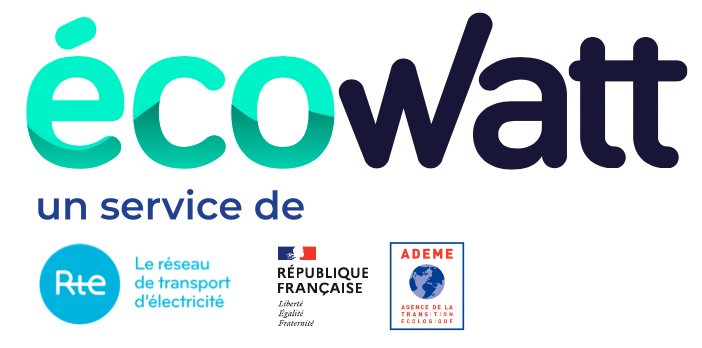 écowatt
un service de
Rte
Le réseau
de transport
d'électricité
RÉPUBLIQUE
FRANÇAISE
Liberté
Égalité
Fraternité
ADEME
AGENCE DE LA
TRANSITION
ÉCOLOGIQUE